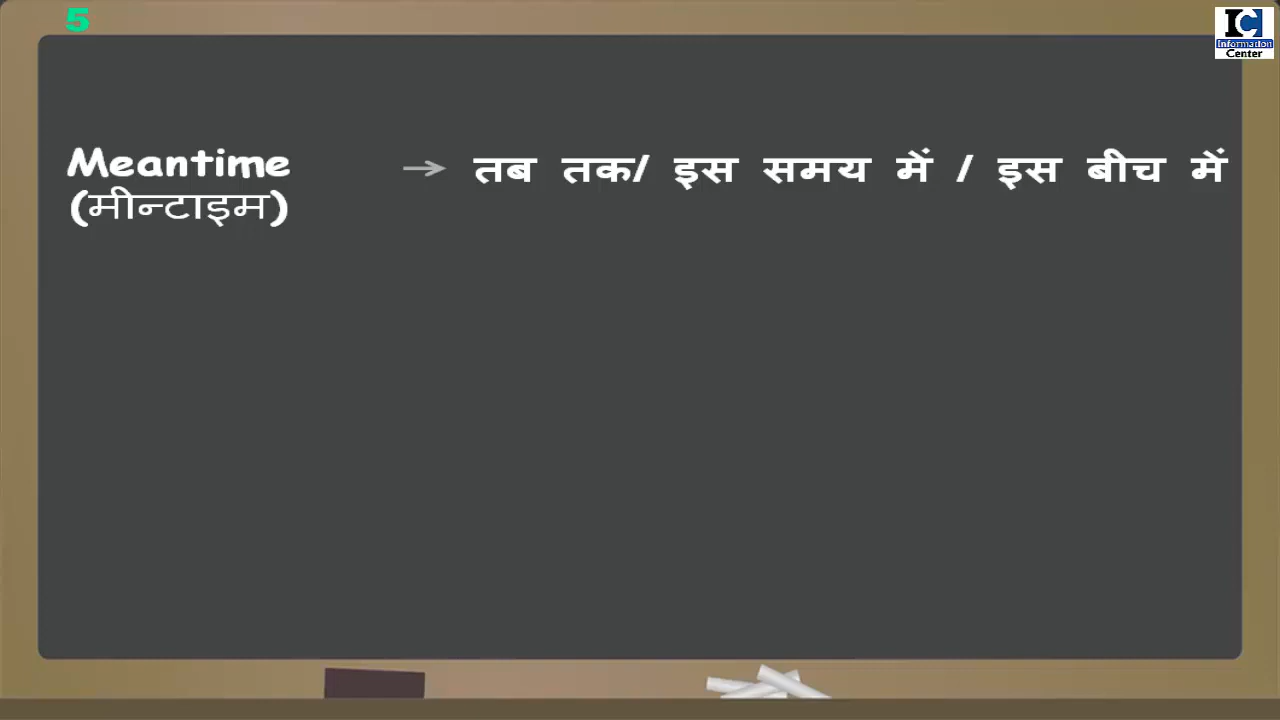 5
IC
Information
Center
Meantime → तब तक/ इस समय में / इस बीच में
(मीन्टाइम)